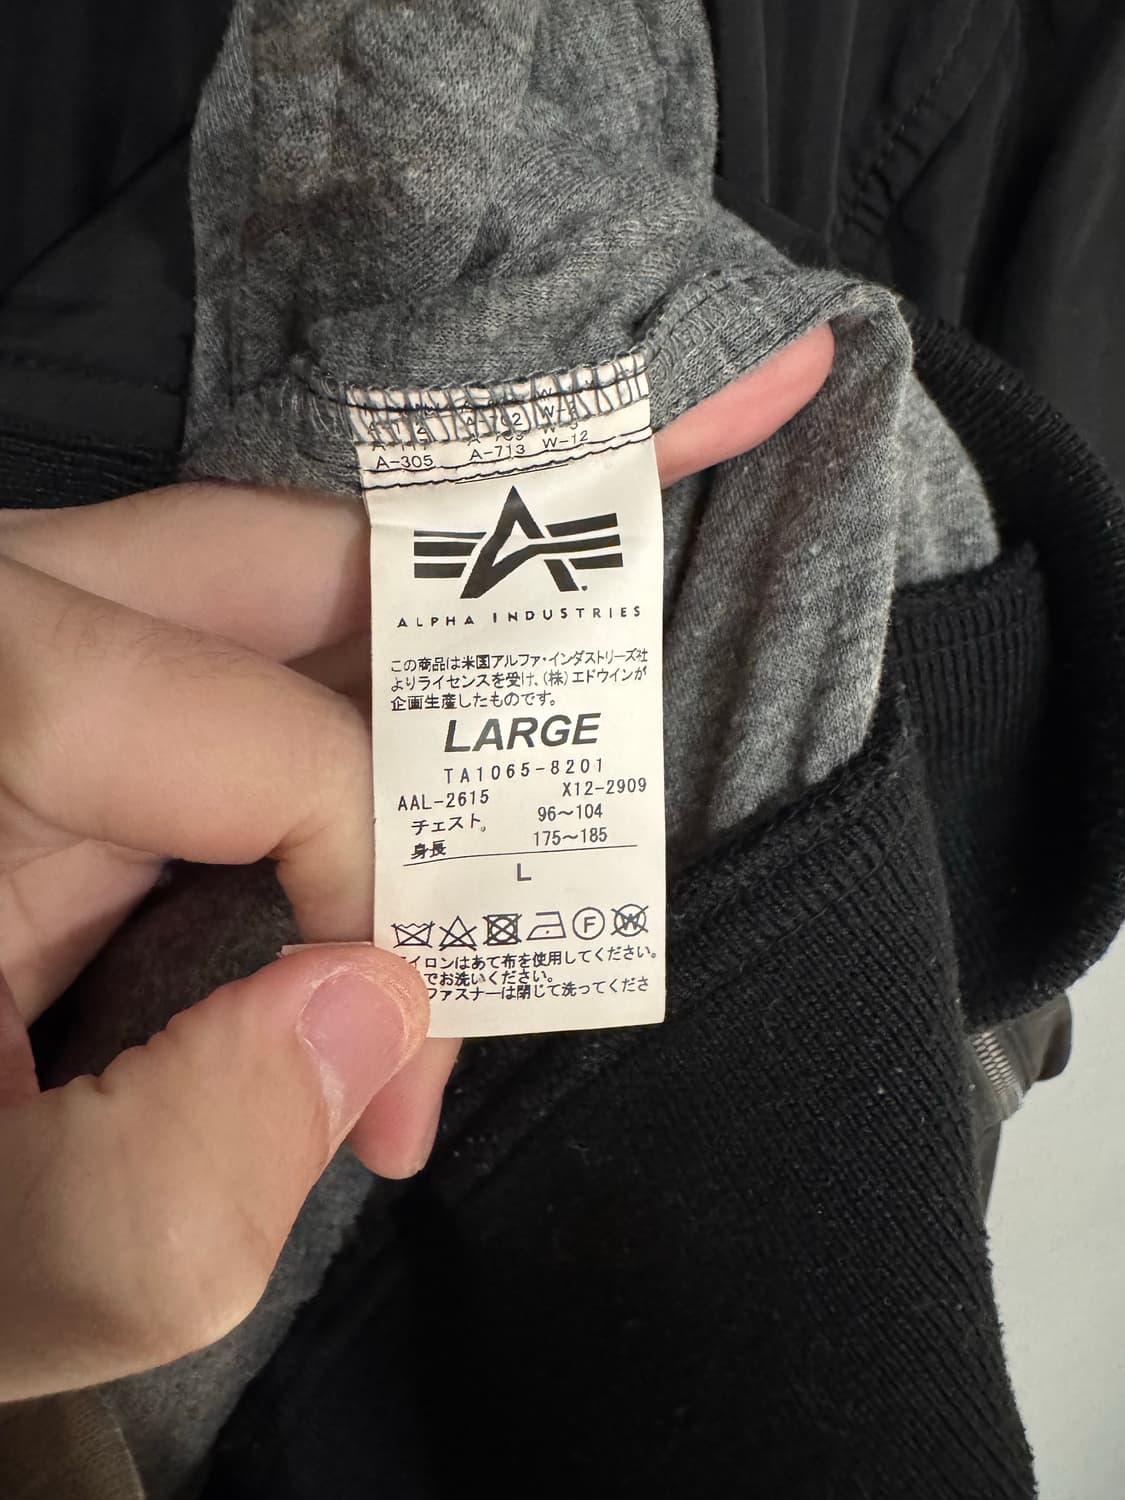 A-305 A-713 W-12
ALPHA INDUSTRIES
この商品は米国アルファ・インダストリーズ社
よりライセンスを受け、(株)エドウインが
企画生産したものです。
LARGE
TA1065-8201
AAL-2615 X12-2909
チェスト 96〜104
身長 175〜185
L
F W
イロンはあて布を使用してください。
でお洗いください。
ファスナーは閉じて洗ってくださ